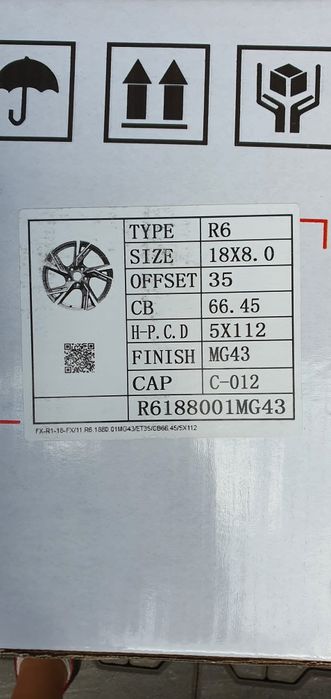 TYPE R6
SIZE 18X8.0
OFFSET 35
CB 66.45
H-P.C.D 5X112
FINISH MG43
CAP C-012
R6188001MG43
FX-R1-18-FX/11 R6.1880.01MG43/ET35/CB66.45/5X112